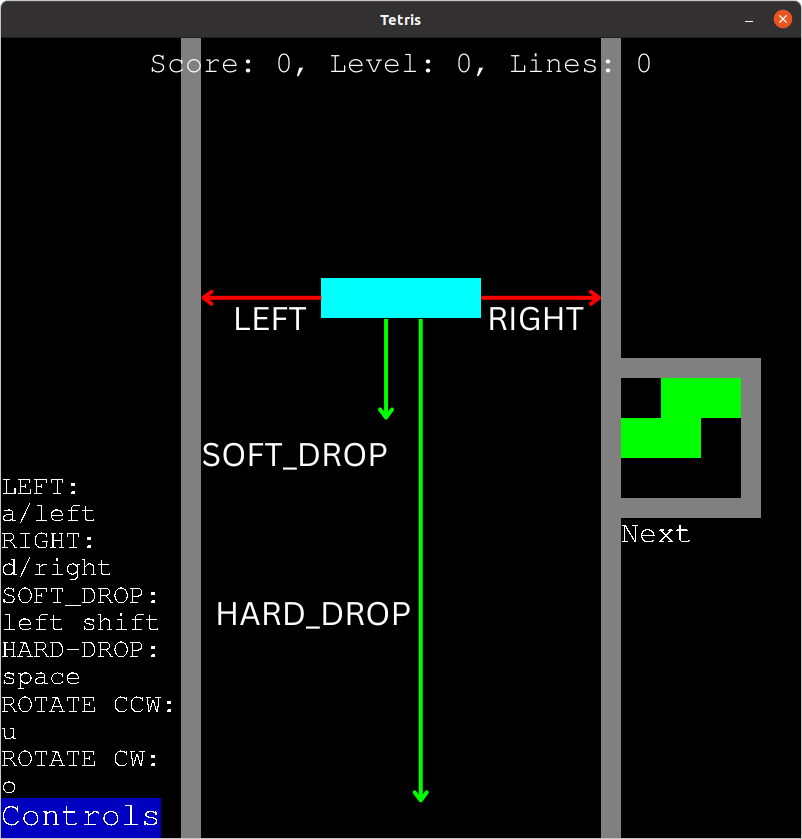 Tetris
Score: 0, Level: 0, Lines: 0
LEFT
RIGHT
SOFT_DROP
HARD_DROP
Next
LEFT:
a/left
RIGHT:
d/right
SOFT_DROP:
left shift
HARD-DROP:
space
ROTATE CCW:
u
ROTATE CW:
o
Controls